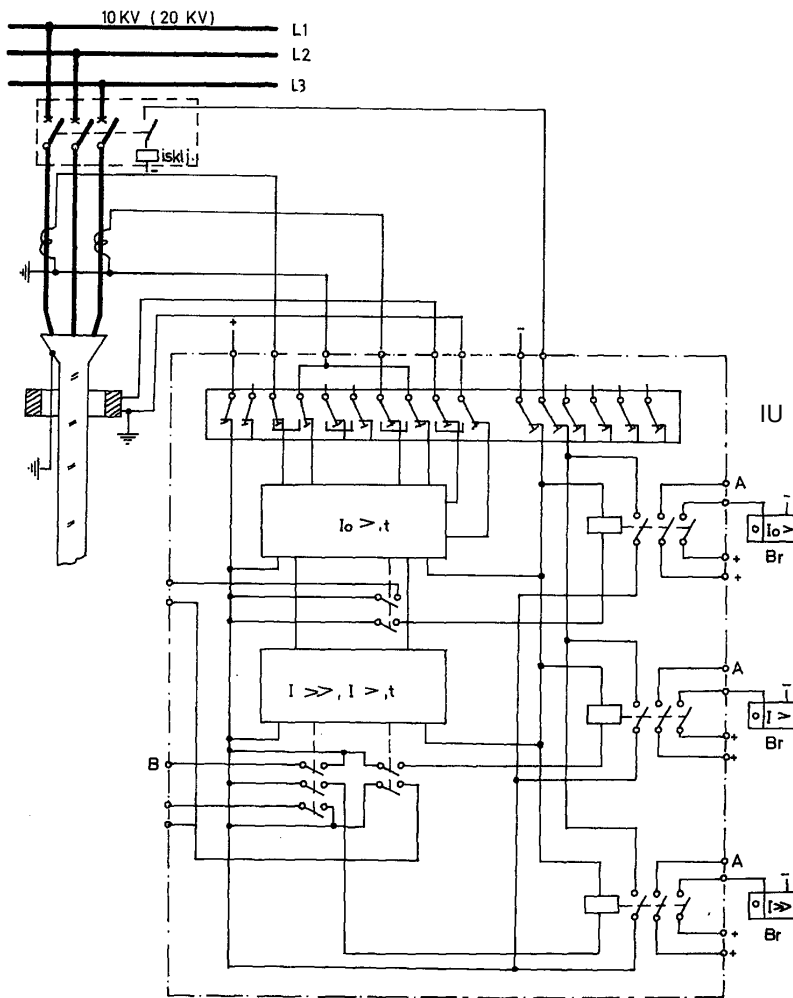 10 KV ( 20 KV)
L1
L2
L3
isklj.
-
+
-
IU
A
-
Io >
Br
+
+
Io >, t
A
-
I >
Br
+
+
I >>, I >, t
B
A
-
I >>
Br
+
+